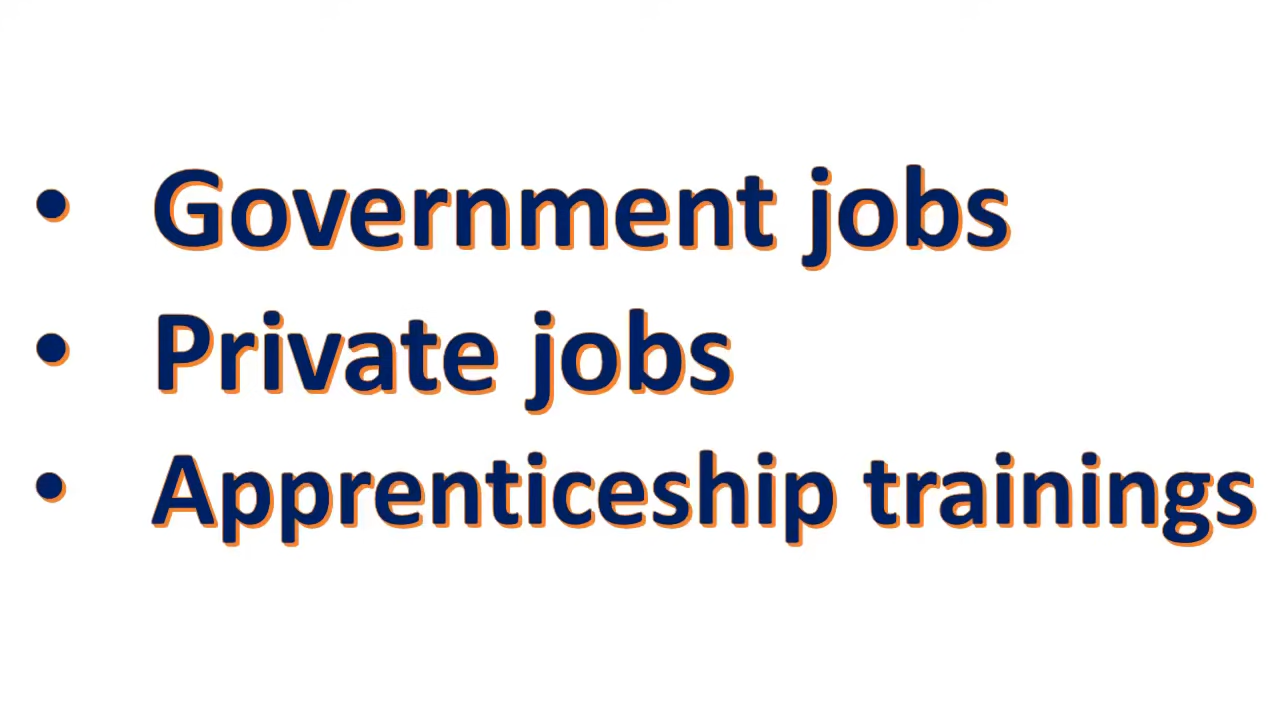 • Government jobs
• Private jobs
• Apprenticeship trainings